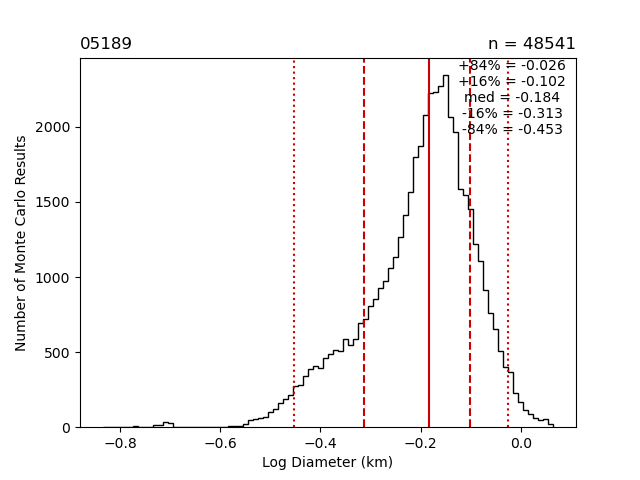 05189
n = 48541
+84% = -0.026
+16% = -0.102
med = -0.184
-16% = -0.313
-84% = -0.453
Number of Monte Carlo Results
2000
1500
1000
500
0
−0.8
−0.6
−0.4
−0.2
0.0
Log Diameter (km)